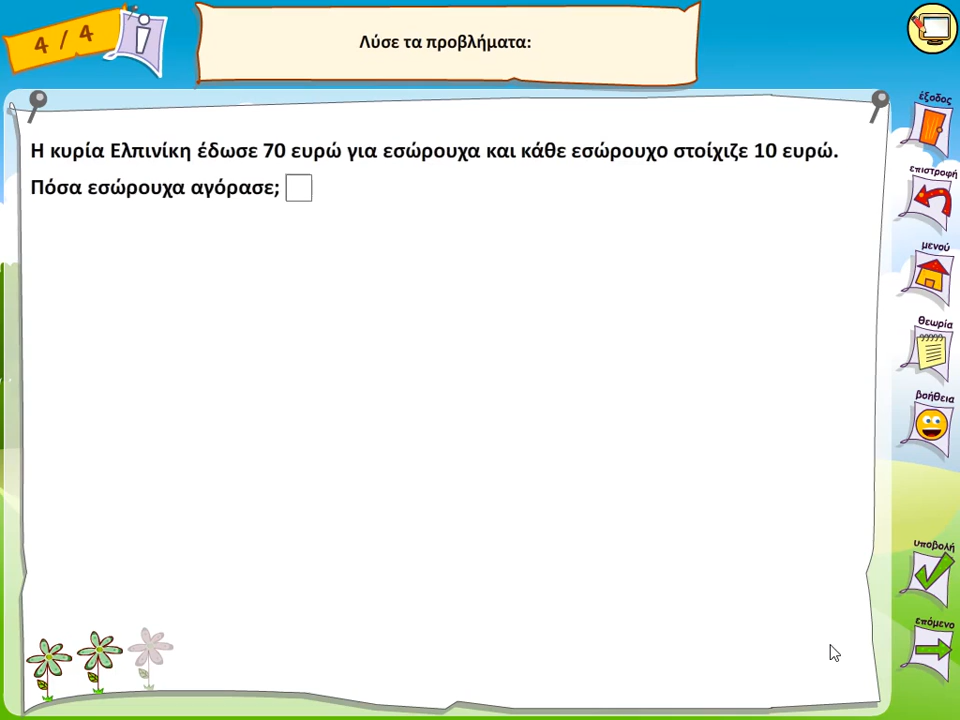 4 / 4
Λύσε τα προβλήματα:
έξοδος
Η κυρία Ελπινίκη έδωσε 70 ευρώ για εσώρουχα και κάθε εσώρουχο στοίχιζε 10 ευρώ.
Πόσα εσώρουχα αγόρασε;
επιστροφή
μενού
θεωρία
βοήθεια
υποβολή
επόμενο